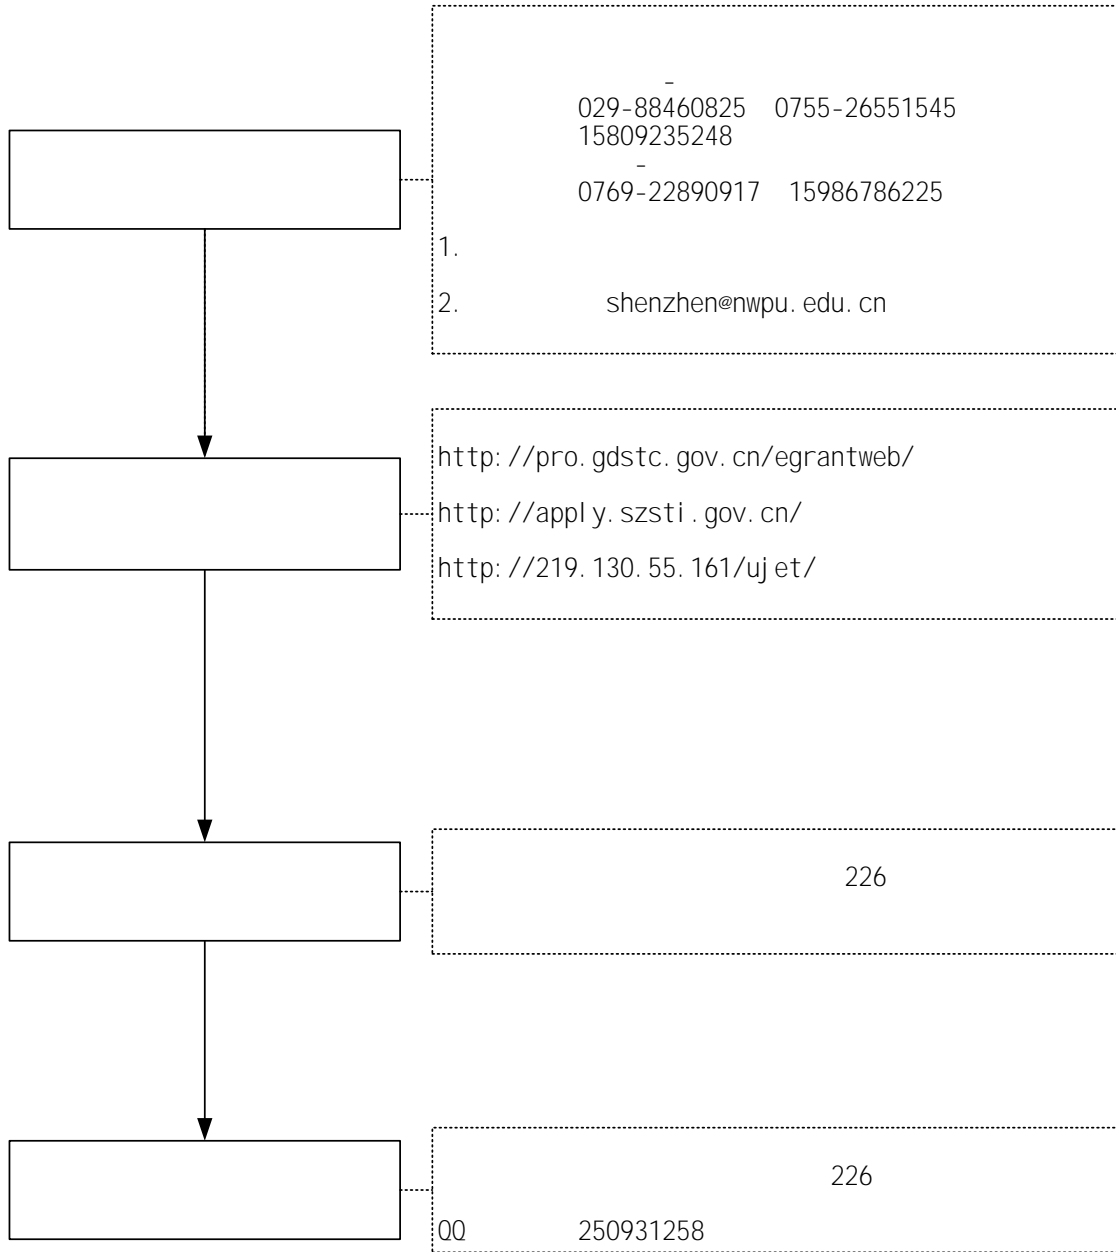 -
029-88460825 0755-26551545
15809235248
-
0769-22890917 15986786225
1.
2. shenzhen@nwpu.edu.cn
http://pro.gdstc.gov.cn/egrantweb/
http://apply.szsti.gov.cn/
http://219.130.55.161/ujet/
226
226
QQ 250931258